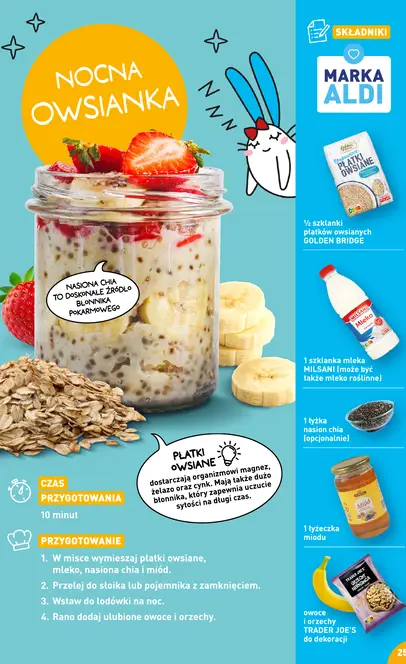 NOCNA
OWSIANKA
NASIONA CHIA
TO DOSKONAŁE ŹRÓDŁO
BŁONNIKA
POKARMOWEGO
PŁATKI
OWSIANE
dostarczają organizmowi magnez,
żelazo oraz cynk. Mają także dużo
błonnika, który zapewnia uczucie
sytości na długi czas.
CZAS
PRZYGOTOWANIA
10 minut
PRZYGOTOWANIE
1. W misce wymieszaj płatki owsiane,
mleko, nasiona chia i miód.
2. Przelej do słoika lub pojemnika z zamknięciem.
3. Wstaw do lodówki na noc.
4. Rano dodaj ulubione owoce i orzechy.
SKŁADNIKI
MARKA
ALDI
PŁATKI
OWSIANE
½ szklanki
płatków owsianych
GOLDEN BRIDGE
MILSANI
Mleko
1 szklanka mleka
MILSANI (może być
także mleko roślinne)
1 łyżka
nasion chia
(opcjonalnie)
1 łyżeczka
miodu
owoce
i orzechy
TRADER JOE'S
do dekoracji
25